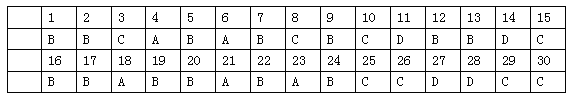 1 2 3 4 5 6 7 8 9 10 11 12 13 14 15
B B C A B A B C B C D B B D C
16 17 18 19 20 21 22 23 24 25 26 27 28 29 30
B B A B B A B A B C C D D C C